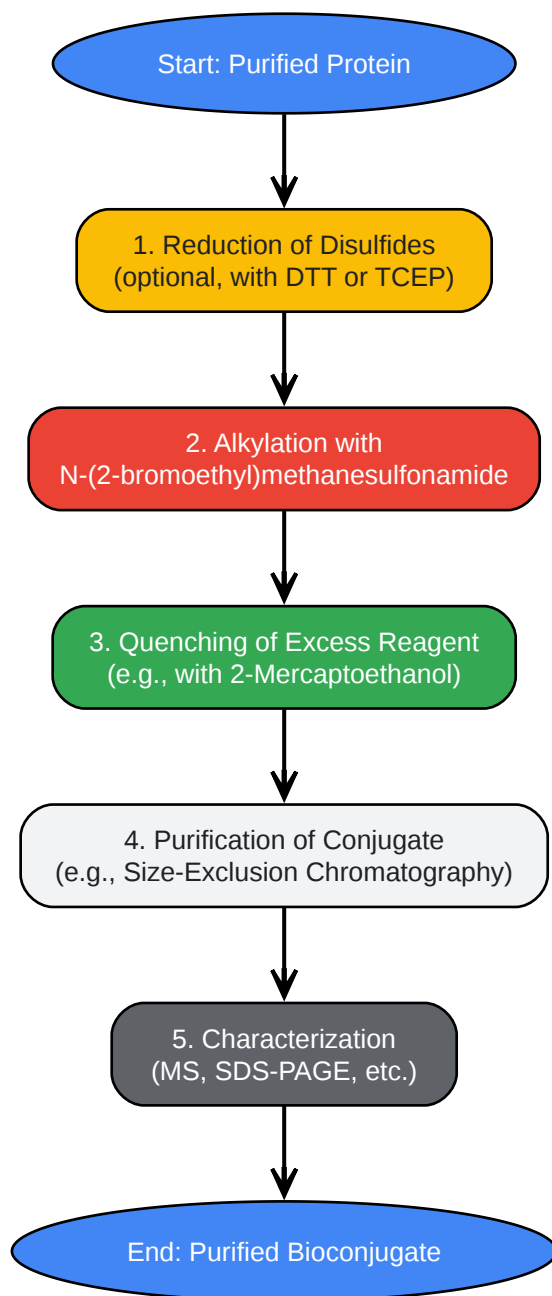 Start: Purified Protein
1. Reduction of Disulfides
(optional, with DTT or TCEP)
2. Alkylation with
N-(2-bromoethyl)methanesulfonamide
3. Quenching of Excess Reagent
(e.g., with 2-Mercaptoethanol)
4. Purification of Conjugate
(e.g., Size-Exclusion Chromatography)
5. Characterization
(MS, SDS-PAGE, etc.)
End: Purified Bioconjugate